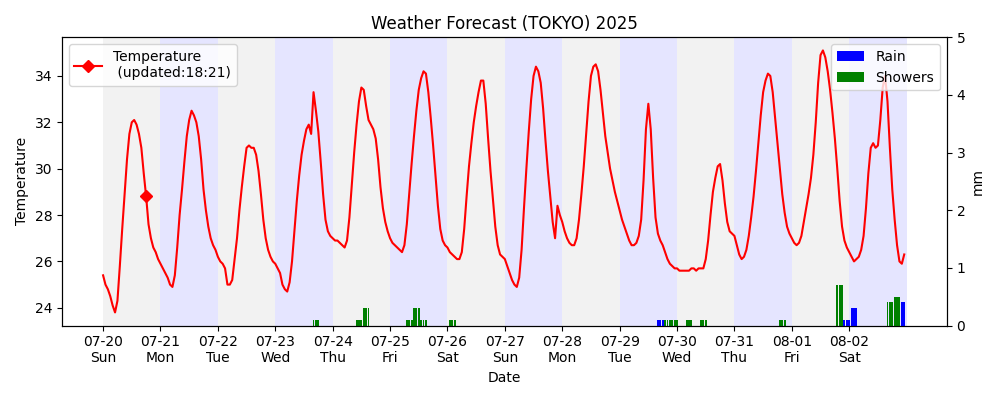 Weather Forecast (TOKYO) 2025
Temperature
(updated:18:21)
Rain
Showers
Temperature
34
32
30
28
26
24
5
4
3
2
1
0
mm
07-20 07-21 07-22 07-23 07-24 07-25 07-26 07-27 07-28 07-29 07-30 07-31 08-01 08-02
Sun Mon Tue Wed Thu Fri Sat Sun Mon Tue Wed Thu Fri Sat
Date